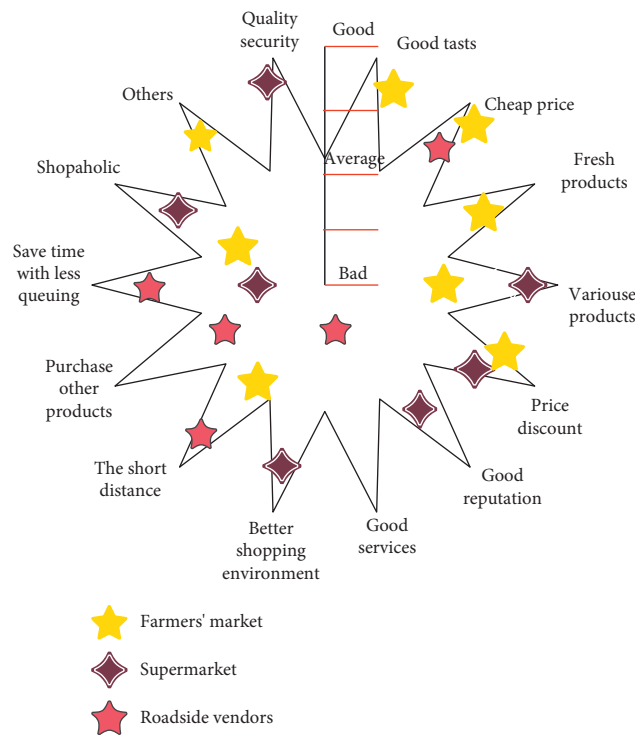 Quality
security
Good
Good tasts
Others
Cheap price
Average
Shopaholic
Fresh
products
Save time
with less
queuing
Bad
Variouse
products
Purchase
other
products
Price
discount
The short
distance
Good
reputation
Better
shopping
environment
Good
services
Farmers' market
Supermarket
Roadside vendors